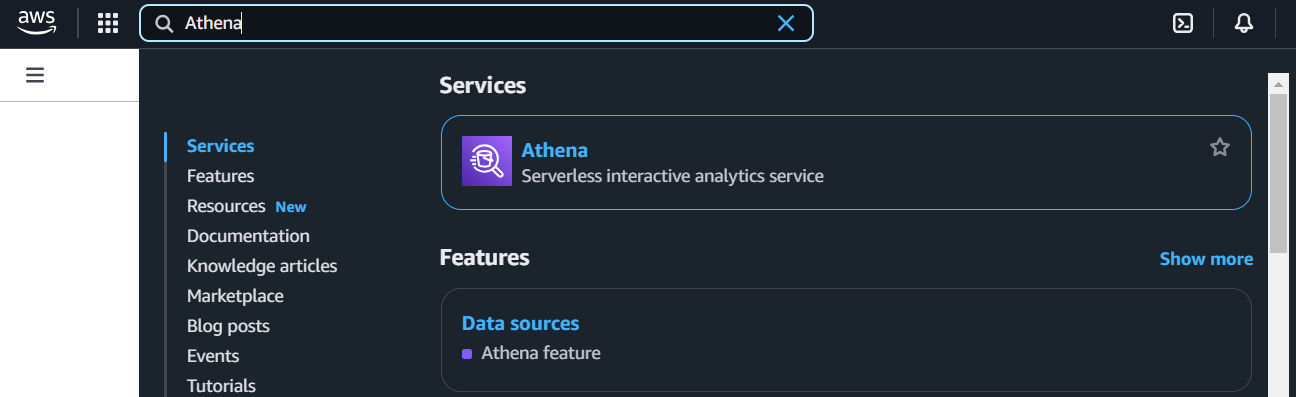 aws
Athena
Services
Athena
Serverless interactive analytics service
Services
Features
Resources New
Documentation
Knowledge articles
Marketplace
Blog posts
Events
Tutorials
Features
Show more
Data sources
Athena feature